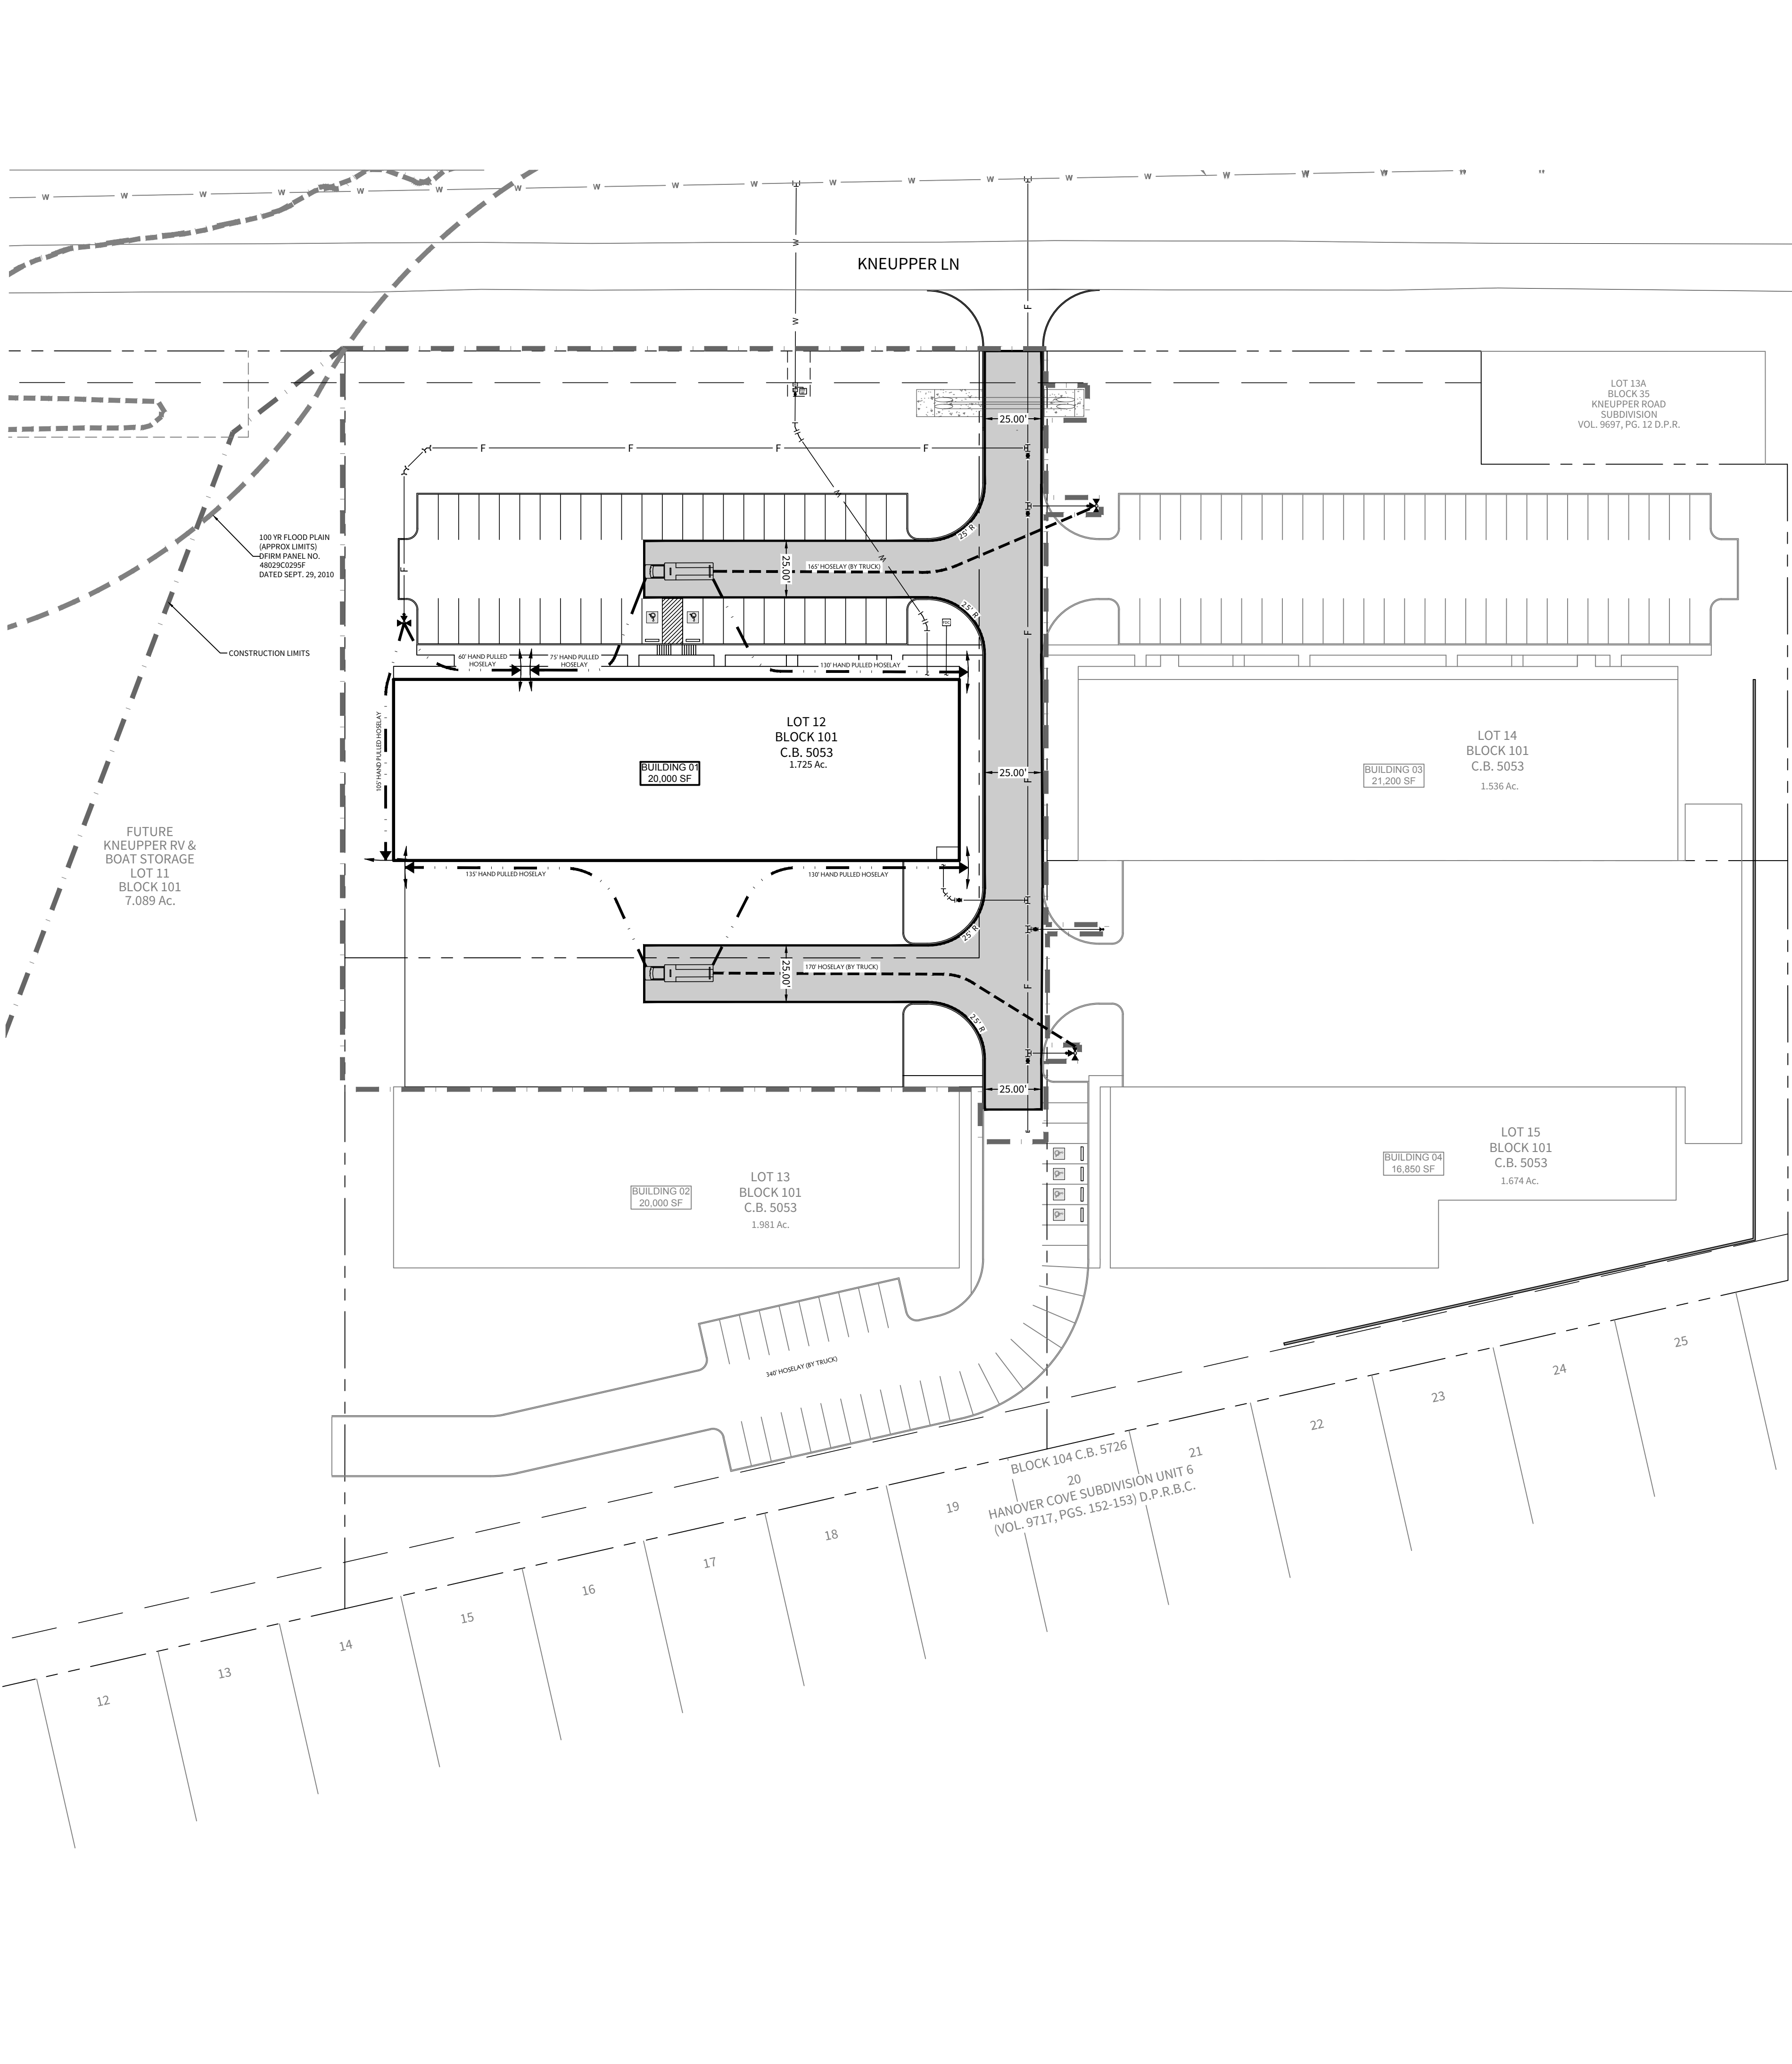 W W W W W W W W W W W W W W W W W
W
KNEUPPER LN
W
F
LOT 13A
BLOCK 35
KNEUPPER ROAD
SUBDIVISION
VOL. 9697, PG. 12 D.P.R.
25.00'
F F F F
W
100 YR FLOOD PLAIN
(APPROX LIMITS)
DFIRM PANEL NO.
48029C0295F
DATED SEPT. 29, 2010
25' R
W
F
25.00'
165' HOSELAY (BY TRUCK)
25' R
FDC
F
CONSTRUCTION LIMITS
60' HAND PULLED
HOSELAY
75' HAND PULLED
HOSELAY
130' HAND PULLED HOSELAY
105' HAND PULLED HOSELAY
LOT 12
BLOCK 101
C.B. 5053
1.725 Ac.
BUILDING 01
20,000 SF
25.00'
F
LOT 14
BLOCK 101
C.B. 5053
1.536 Ac.
BUILDING 03
21,200 SF
FUTURE
KNEUPPER RV &
BOAT STORAGE
LOT 11
BLOCK 101
7.089 Ac.
135' HAND PULLED HOSELAY
130' HAND PULLED HOSELAY
25' R
25.00'
170' HOSELAY (BY TRUCK)
F
25' R
25.00'
LOT 13
BLOCK 101
C.B. 5053
1.981 Ac.
BUILDING 02
20,000 SF
LOT 15
BLOCK 101
C.B. 5053
1.674 Ac.
BUILDING 04
16,850 SF
340' HOSELAY (BY TRUCK)
BLOCK 104 C.B. 5726
HANOVER COVE SUBDIVISION UNIT 6
(VOL. 9717, PGS. 152-153) D.P.R.B.C.
12
13
14
15
16
17
18
19
20
21
22
23
24
25